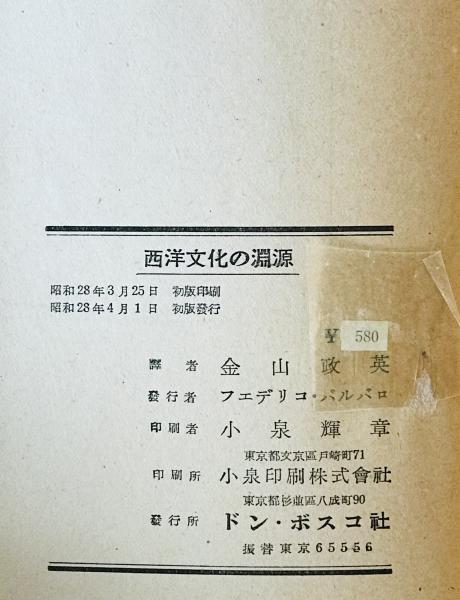 西洋文化の淵源
昭和28年3月25日 初版印刷
昭和28年4月1日 初版發行
¥ 580
譯者 金山政英
發行者 フェデリコ・バルバロ
印刷者 小泉輝章
東京都文京區戸崎町71
印刷所 小泉印刷株式會社
東京都杉並區八成町90
發行所 ドン・ボスコ社
振替東京65556